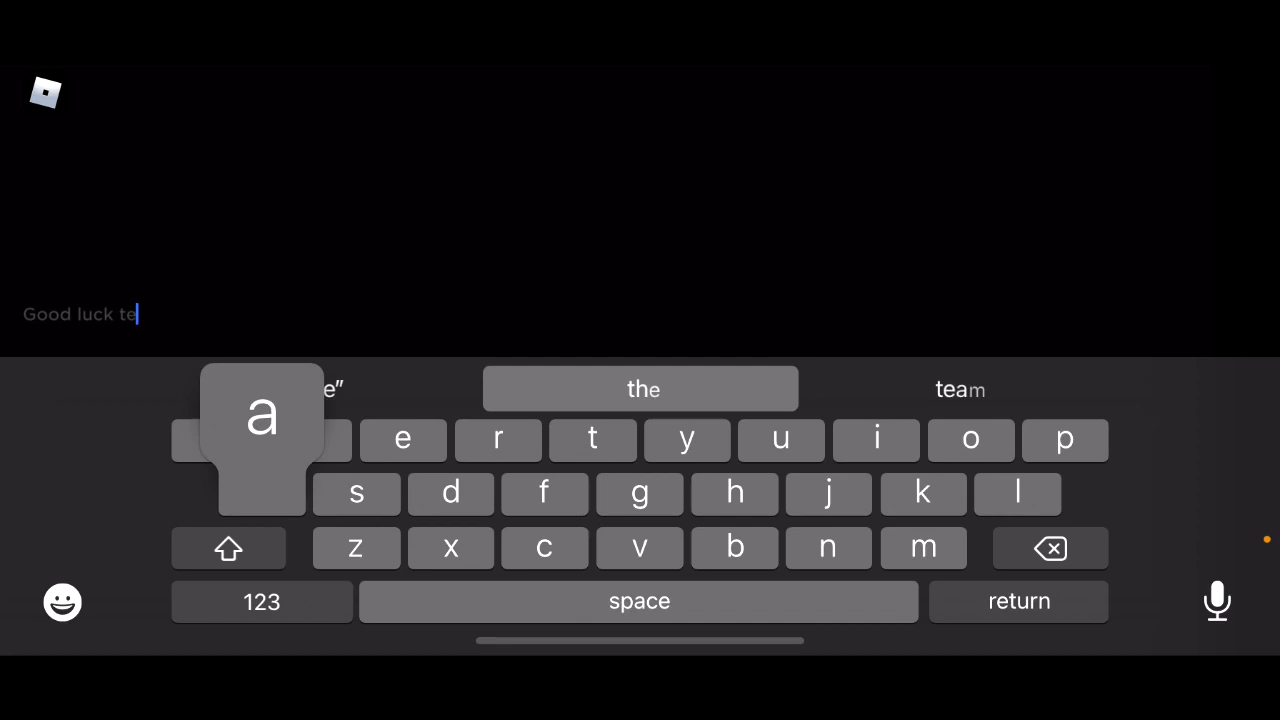 Good luck te
e” the team
a e r t y u i o p
s d f g h j k l
z x c v b n m
123 space return